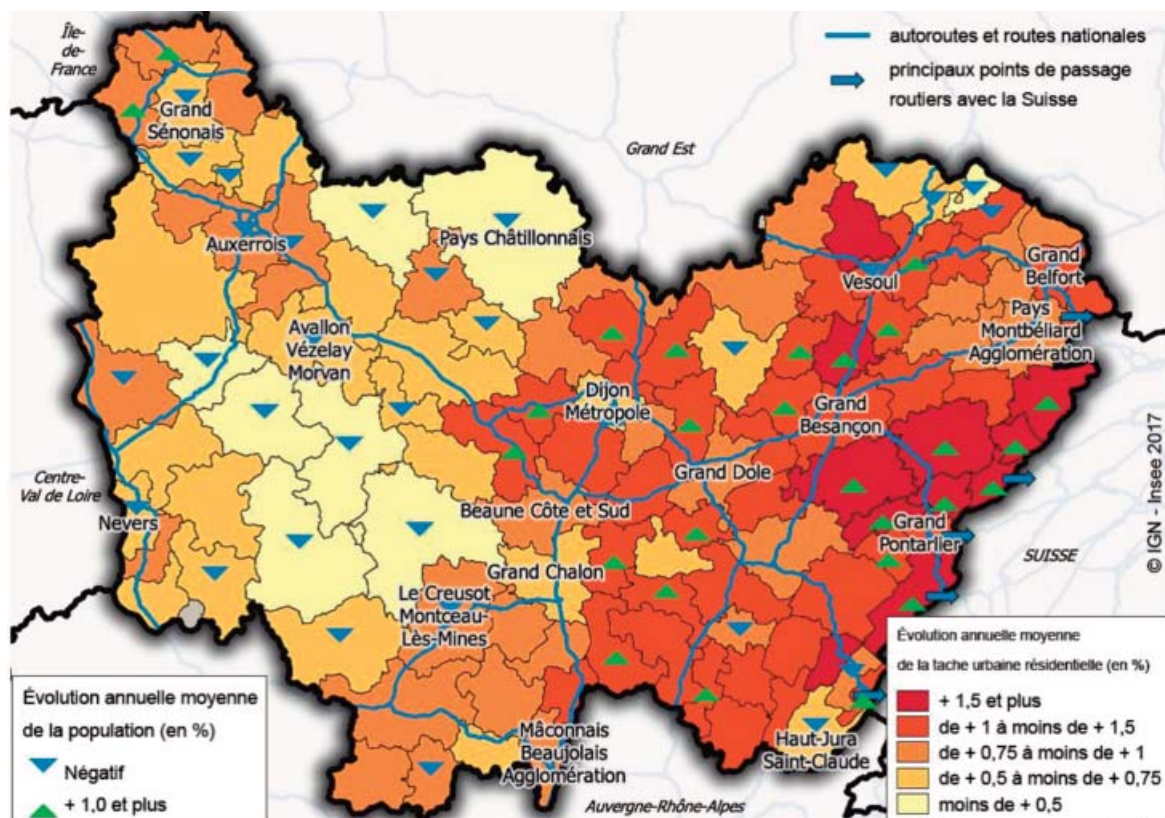 Île-
de-
France
autoroutes et routes nationales
principaux points de passage
routiers avec la Suisse
Grand
Sénonais
Grand Est
Auxerrois
Pays Châtillonnais
Vesoul
Grand
Belfort
Pays
Montbéliard
Agglomération
Avallon
Vézelay
Morvan
Dijon
Métropole
Grand
Besançon
© IGN - Insee 2017
Centre-
Val de Loire
Grand Dole
Nevers
Beaune Côte et Sud
Grand
Pontarlier
SUISSE
Grand Chalon
Le Creusot
Montceau-
Lès-Mines
Mâconnais
Beaujolais
Agglomération
Haut-Jura
Saint-Claude
Auvergne-Rhône-Alpes
Évolution annuelle moyenne
de la population (en %)
Négatif
+ 1,0 et plus
Évolution annuelle moyenne
de la tache urbaine résidentielle (en %)
+ 1,5 et plus
de + 1 à moins de + 1,5
de + 0,75 à moins de + 1
de + 0,5 à moins de + 0,75
moins de + 0,5